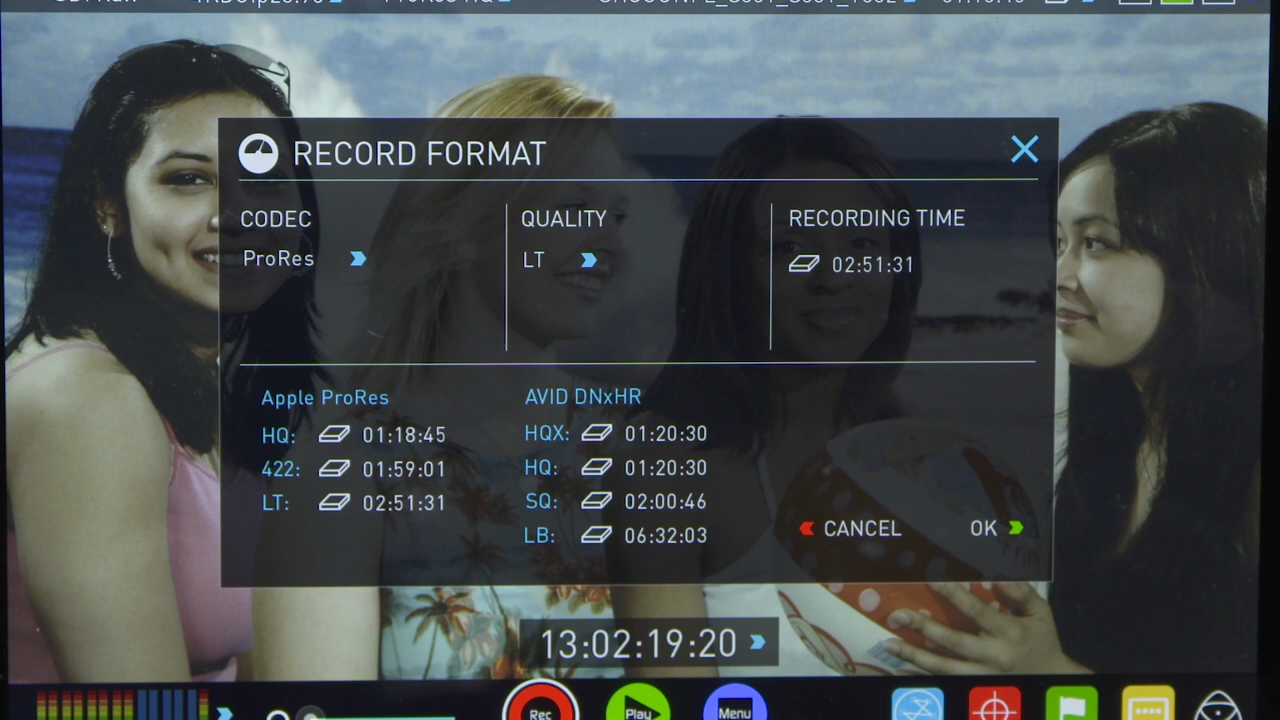 RECORD FORMAT
CODEC
ProRes
QUALITY
LT
RECORDING TIME
02:51:31
Apple ProRes
HQ: 01:18:45
422: 01:59:01
LT: 02:51:31
AVID DNxHR
HQX: 01:20:30
HQ: 01:20:30
SQ: 02:00:46
LB: 06:32:03
CANCEL
OK
13:02:19:20
Rec
Play
Menu